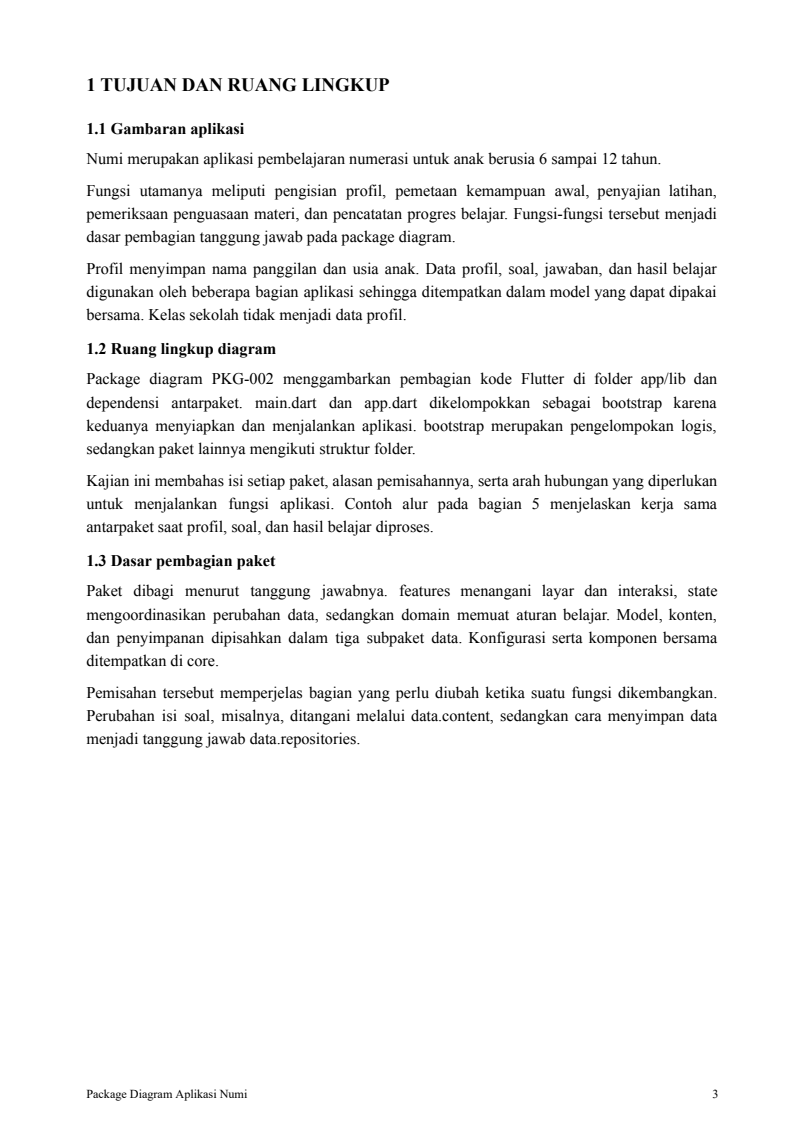 1 TUJUAN DAN RUANG LINGKUP
1.1 Gambaran aplikasi
Numi merupakan aplikasi pembelajaran numerasi untuk anak berusia 6 sampai 12 tahun.
Fungsi utamanya meliputi pengisian profil, pemetaan kemampuan awal, penyajian latihan,
pemeriksaan penguasaan materi, dan pencatatan progres belajar. Fungsi-fungsi tersebut menjadi
dasar pembagian tanggung jawab pada package diagram.
Profil menyimpan nama panggilan dan usia anak. Data profil, soal, jawaban, dan hasil belajar
digunakan oleh beberapa bagian aplikasi sehingga ditempatkan dalam model yang dapat dipakai
bersama. Kelas sekolah tidak menjadi data profil.
1.2 Ruang lingkup diagram
Package diagram PKG-002 menggambarkan pembagian kode Flutter di folder app/lib dan
dependensi antarpaket. main.dart dan app.dart dikelompokkan sebagai bootstrap karena
keduanya menyiapkan dan menjalankan aplikasi. bootstrap merupakan pengelompokan logis,
sedangkan paket lainnya mengikuti struktur folder.
Kajian ini membahas isi setiap paket, alasan pemisahannya, serta arah hubungan yang diperlukan
untuk menjalankan fungsi aplikasi. Contoh alur pada bagian 5 menjelaskan kerja sama
antarpaket saat profil, soal, dan hasil belajar diproses.
1.3 Dasar pembagian paket
Paket dibagi menurut tanggung jawabnya. features menangani layar dan interaksi, state
mengoordinasikan perubahan data, sedangkan domain memuat aturan belajar. Model, konten,
dan penyimpanan dipisahkan dalam tiga subpaket data. Konfigurasi serta komponen bersama
ditempatkan di core.
Pemisahan tersebut memperjelas bagian yang perlu diubah ketika suatu fungsi dikembangkan.
Perubahan isi soal, misalnya, ditangani melalui data.content, sedangkan cara menyimpan data
menjadi tanggung jawab data.repositories.
Package Diagram Aplikasi Numi 3